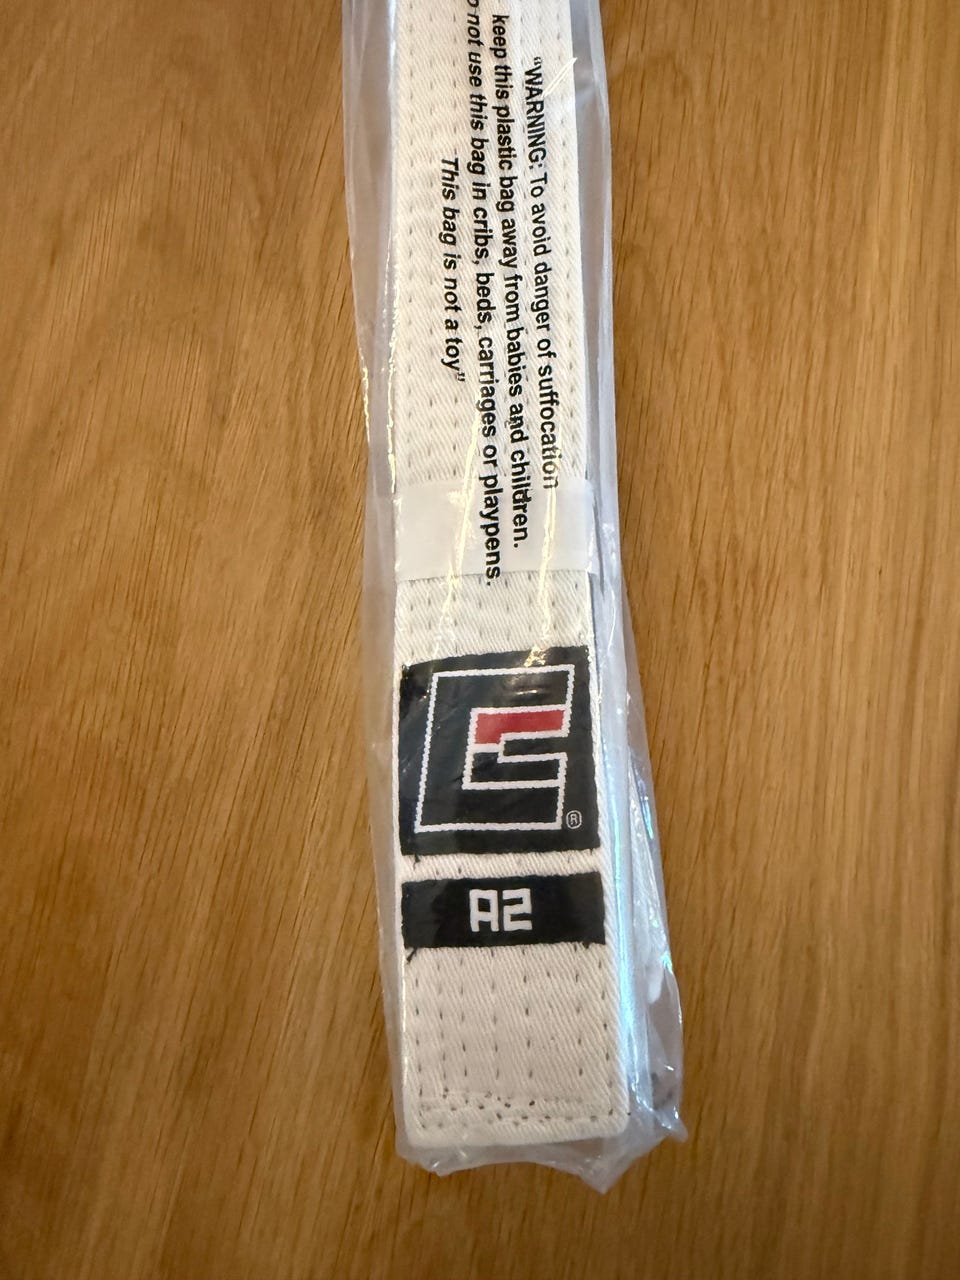 "WARNING: To avoid danger of suffocation
keep this plastic bag away from babies and children.
not use this bag in cribs, beds, carriages or playpens.
This bag is not a toy"
®
A2